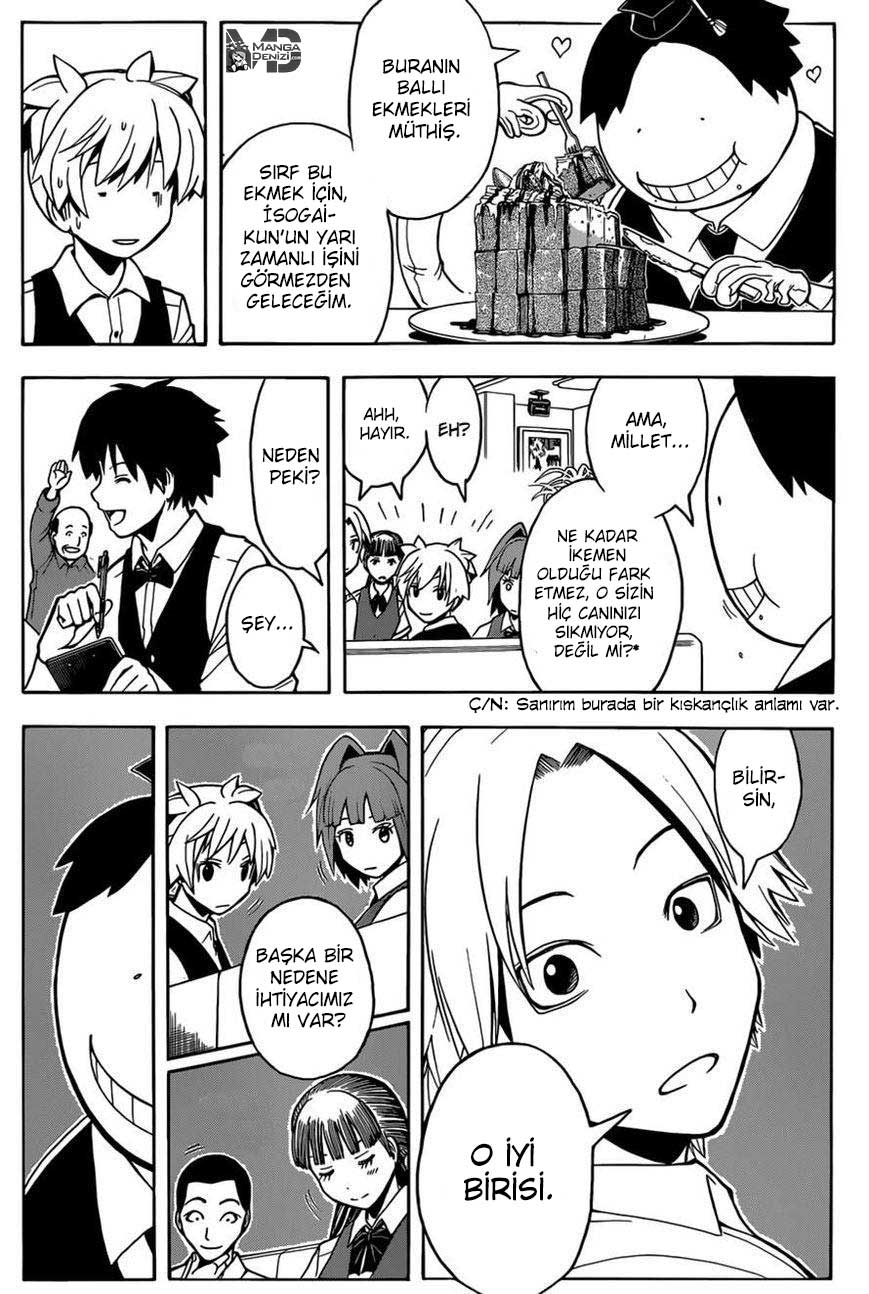 MANGA
DENİZİ.com
MD
BURANIN
BALLI
EKMEKLERİ
MÜTHİŞ.
SIRF BU
EKMEK İÇİN,
İSOGAİ-
KUN'UN YARI
ZAMANLI İŞİNİ
GÖRMEZDEN
GELECEĞİM.
AMA,
MİLLET...
NE KADAR
İKEMEN
OLDUĞU FARK
ETMEZ, O SİZİN
HİÇ CANINIZI
SIKMIYOR,
DEĞİL Mİ?*
EH?
AHH,
HAYIR.
NEDEN
PEKİ?
ŞEY...
Ç/N: Sanırım burada bir kıskançlık anlamı var.
BİLİR-
SİN,
O İYİ
BİRİSİ.
BAŞKA BİR
NEDENE
İHTİYACIMIZ
MI VAR?